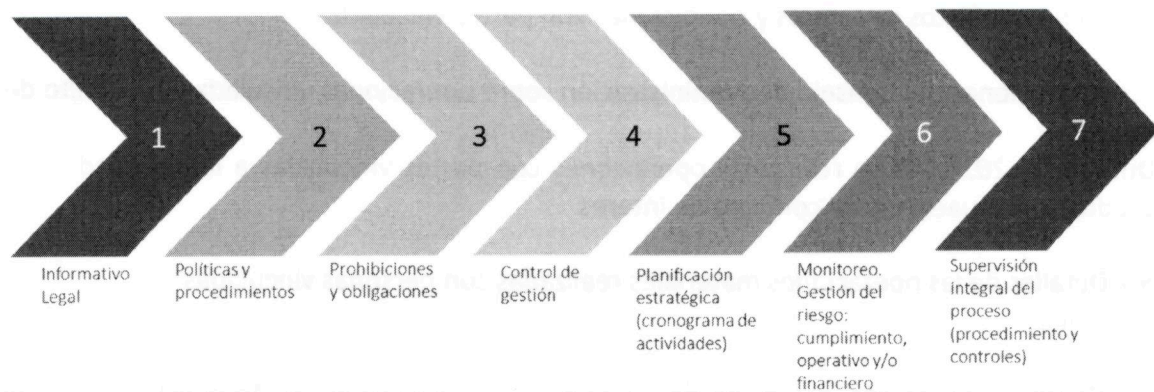 1 2 3 4 5 6 7
Informativo
Legal
Políticas y
procedimientos
Prohibiciones
y obligaciones
Control de
gestión
Planificación
estratégica
(cronograma de
actividades)
Monitoreo.
Gestión del
riesgo:
cumplimiento,
operativo y/o
financiero
Supervisión
integral del
proceso
(procedimiento y
controles)